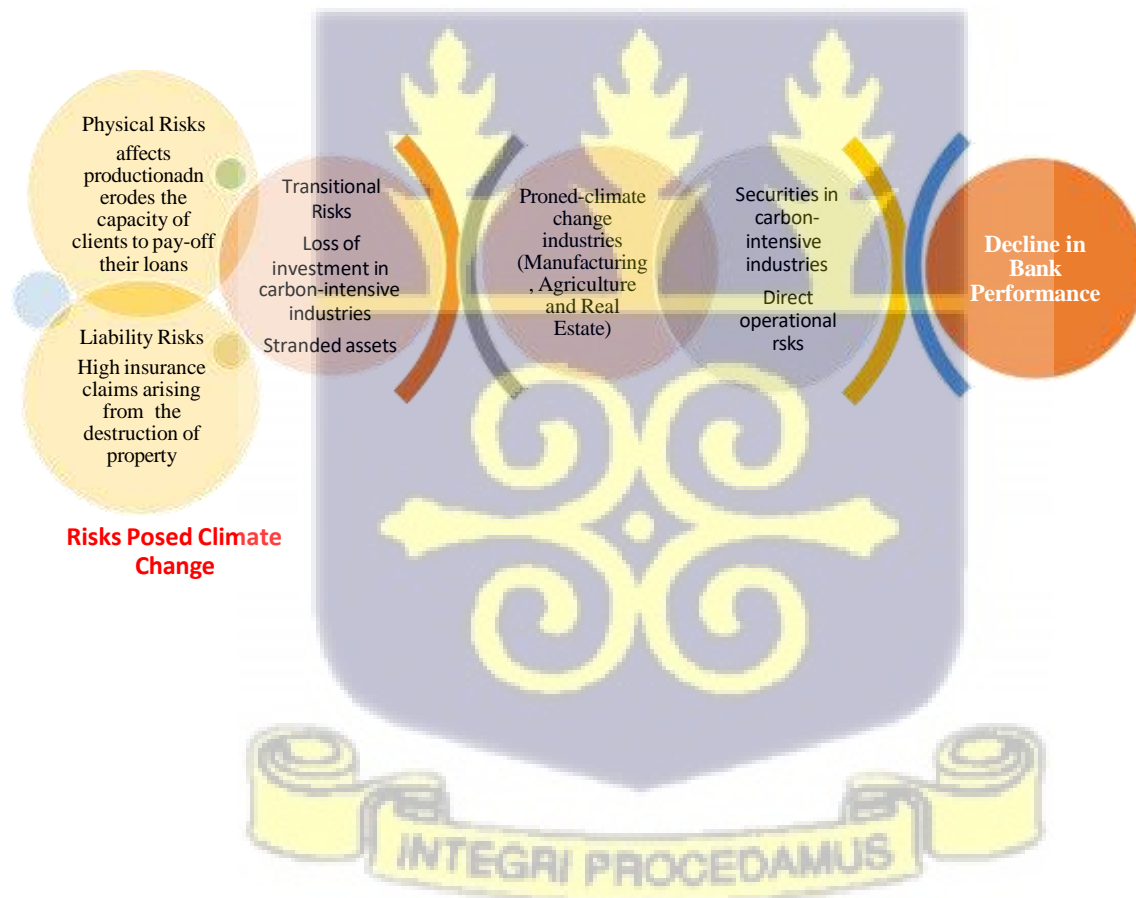 Physical Risks
affects
productionadn
erodes the
capacity of
clients to pay-off
their loans
Liability Risks
High insurance
claims arising
from the
destruction of
property
Risks Posed Climate
Change
Transitional
Risks
Loss of
investment in
carbon-intensive
industries
Stranded assets
Proned-climate
change
industries
(Manufacturing
, Agriculture
and Real
Estate)
Securities in
carbon-
intensive
industries
Direct
operational
rsks
Decline in
Bank
Performance
INTEGRI PROCEDAMUS